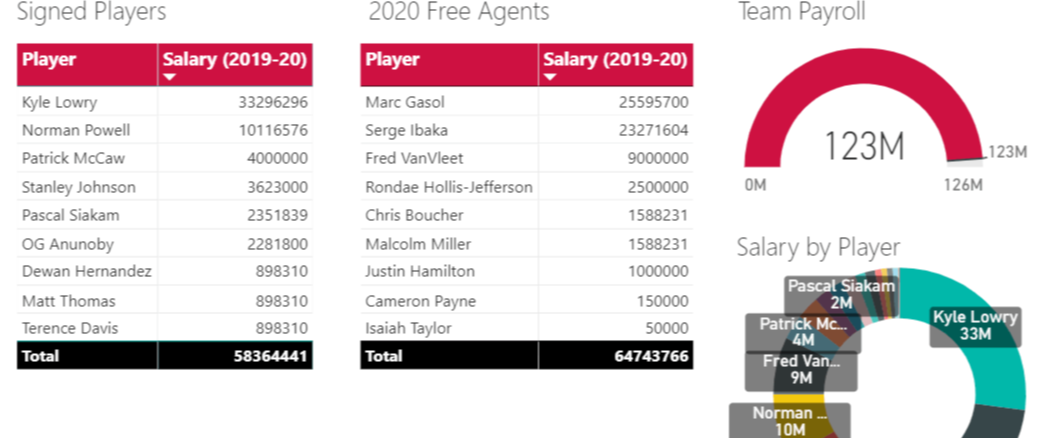 Signed Players
Player Salary (2019-20)
Kyle Lowry 33296296
Norman Powell 10116576
Patrick McCaw 4000000
Stanley Johnson 3623000
Pascal Siakam 2351839
OG Anunoby 2281800
Dewan Hernandez 898310
Matt Thomas 898310
Terence Davis 898310
Total 58364441
2020 Free Agents
Player Salary (2019-20)
Marc Gasol 25595700
Serge Ibaka 23271604
Fred VanVleet 9000000
Rondae Hollis-Jefferson 2500000
Chris Boucher 1588231
Malcolm Miller 1588231
Justin Hamilton 1000000
Cameron Payne 150000
Isaiah Taylor 50000
Total 64743766
Team Payroll
123M
123M
0M 126M
Salary by Player
Pascal Siakam
2M
Kyle Lowry
33M
Patrick Mc...
4M
Fred Van...
9M
Norman ...
10M